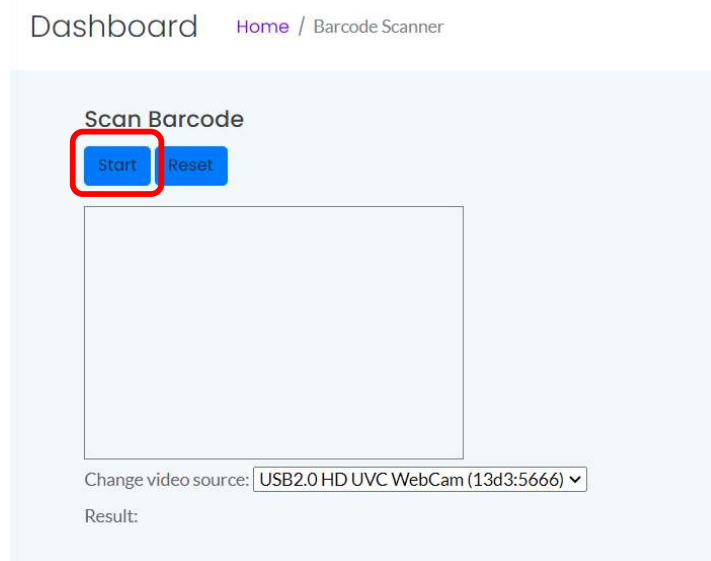 Dashboard Home / Barcode Scanner
Scan Barcode
Start Reset
Change video source: USB2.0 HD UVC WebCam (13d3:5666)
Result: